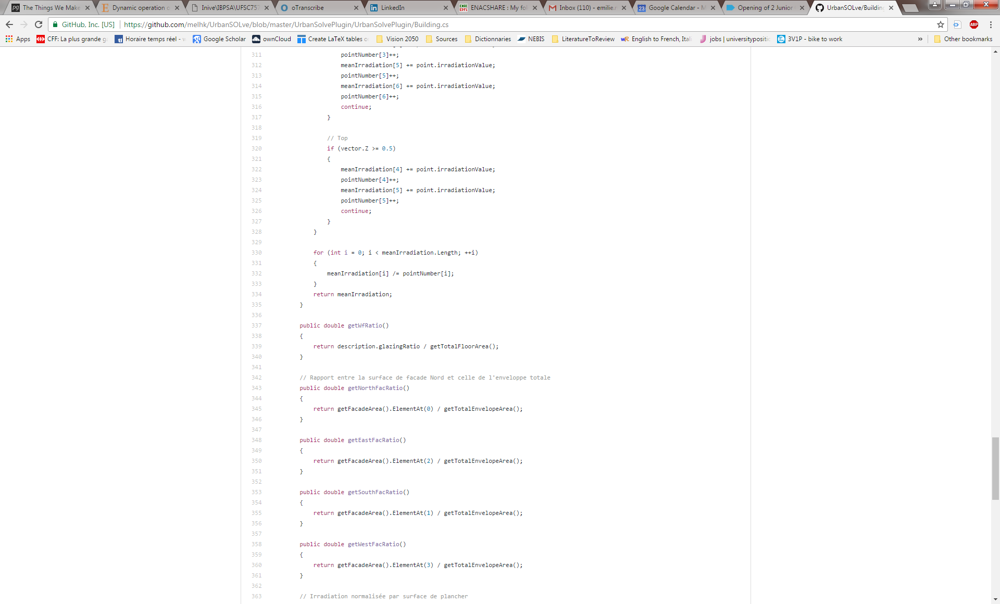 The Things We Make
Dynamic operation o
Inive\IBPSA\UFSC757
oTranscribe
LinkedIn
ENACSHARE : My fol
Inbox (110) - emilie.r
Google Calendar - M
Opening of 2 Junior
UrbanSOLve/Building
GitHub, Inc. [US]
https://github.com/melhk/UrbanSOLve/blob/master/UrbanSolvePlugin/UrbanSolvePlugin/Building.cs
Apps
CFF: La plus grande g
Horaire temps réel - v
Google Scholar
ownCloud
Create LaTeX tables o
Vision 2050
Sources
Dictionnaries
NEBIS
LiteratureToReview
English to French, Itali
jobs | universitypositic
3V1P - bike to work
»
Other bookmarks
311 pointNumber[3]++;
312 meanIrradiation[5] += point.irradiationValue;
313 pointNumber[5]++;
314 meanIrradiation[6] += point.irradiationValue;
315 pointNumber[6]++;
316 continue;
317 }
318
319 // Top
320 if (vector.Z >= 0.5)
321 {
322 meanIrradiation[4] += point.irradiationValue;
323 pointNumber[4]++;
324 meanIrradiation[5] += point.irradiationValue;
325 pointNumber[5]++;
326 continue;
327 }
328 }
329
330 for (int i = 0; i < meanIrradiation.Length; ++i)
331 {
332 meanIrradiation[i] /= pointNumber[i];
333 }
334 return meanIrradiation;
335 }
336
337 public double getWfRatio()
338 {
339 return description.glazingRatio / getTotalFloorArea();
340 }
341
342 // Rapport entre la surface de facade Nord et celle de l'enveloppe totale
343 public double getNorthFacRatio()
344 {
345 return getFacadeArea().ElementAt(0) / getTotalEnvelopeArea();
346 }
347
348 public double getEastFacRatio()
349 {
350 return getFacadeArea().ElementAt(2) / getTotalEnvelopeArea();
351 }
352
353 public double getSouthFacRatio()
354 {
355 return getFacadeArea().ElementAt(1) / getTotalEnvelopeArea();
356 }
357
358 public double getWestFacRatio()
359 {
360 return getFacadeArea().ElementAt(3) / getTotalEnvelopeArea();
361 }
362
363 // Irradiation normalisée par surface de plancher